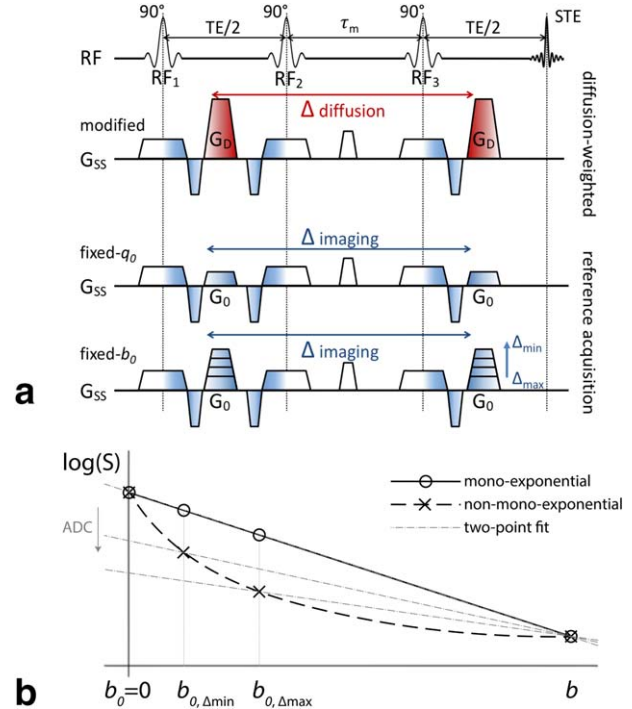 90° 90° 90° STE
TE/2 τm TE/2
RF
RF1 RF2 RF3
Δ diffusion
modified
GD GD
GSS
diffusion-weighted
Δ imaging
fixed-q0
GSS
G0 G0
Δ imaging
fixed-b0
Δmin
Δmax
GSS
G0 G0
reference acquisition
a
log(S)
mono-exponential
non-mono-exponential
two-point fit
ADC
b0=0 b0, Δmin b0, Δmax b
b